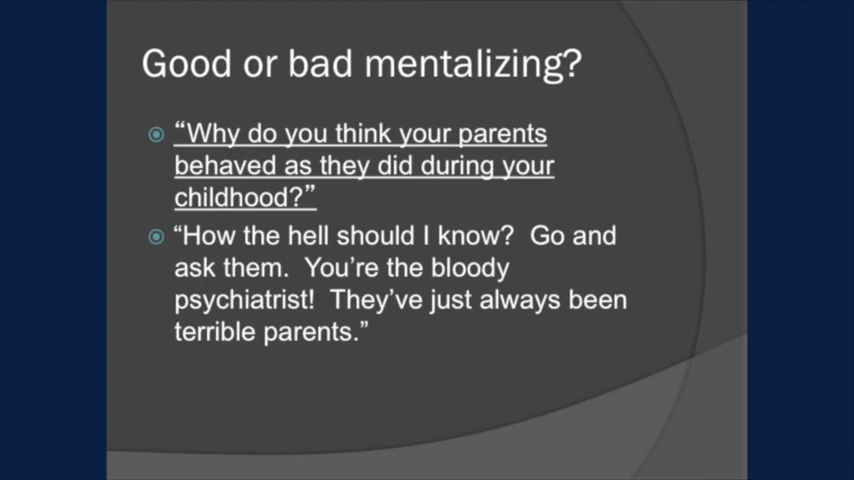 Good or bad mentalizing?
“Why do you think your parents
behaved as they did during your
childhood?”
“How the hell should I know?  Go and
ask them.  You’re the bloody
psychiatrist!  They’ve just always been
terrible parents.”